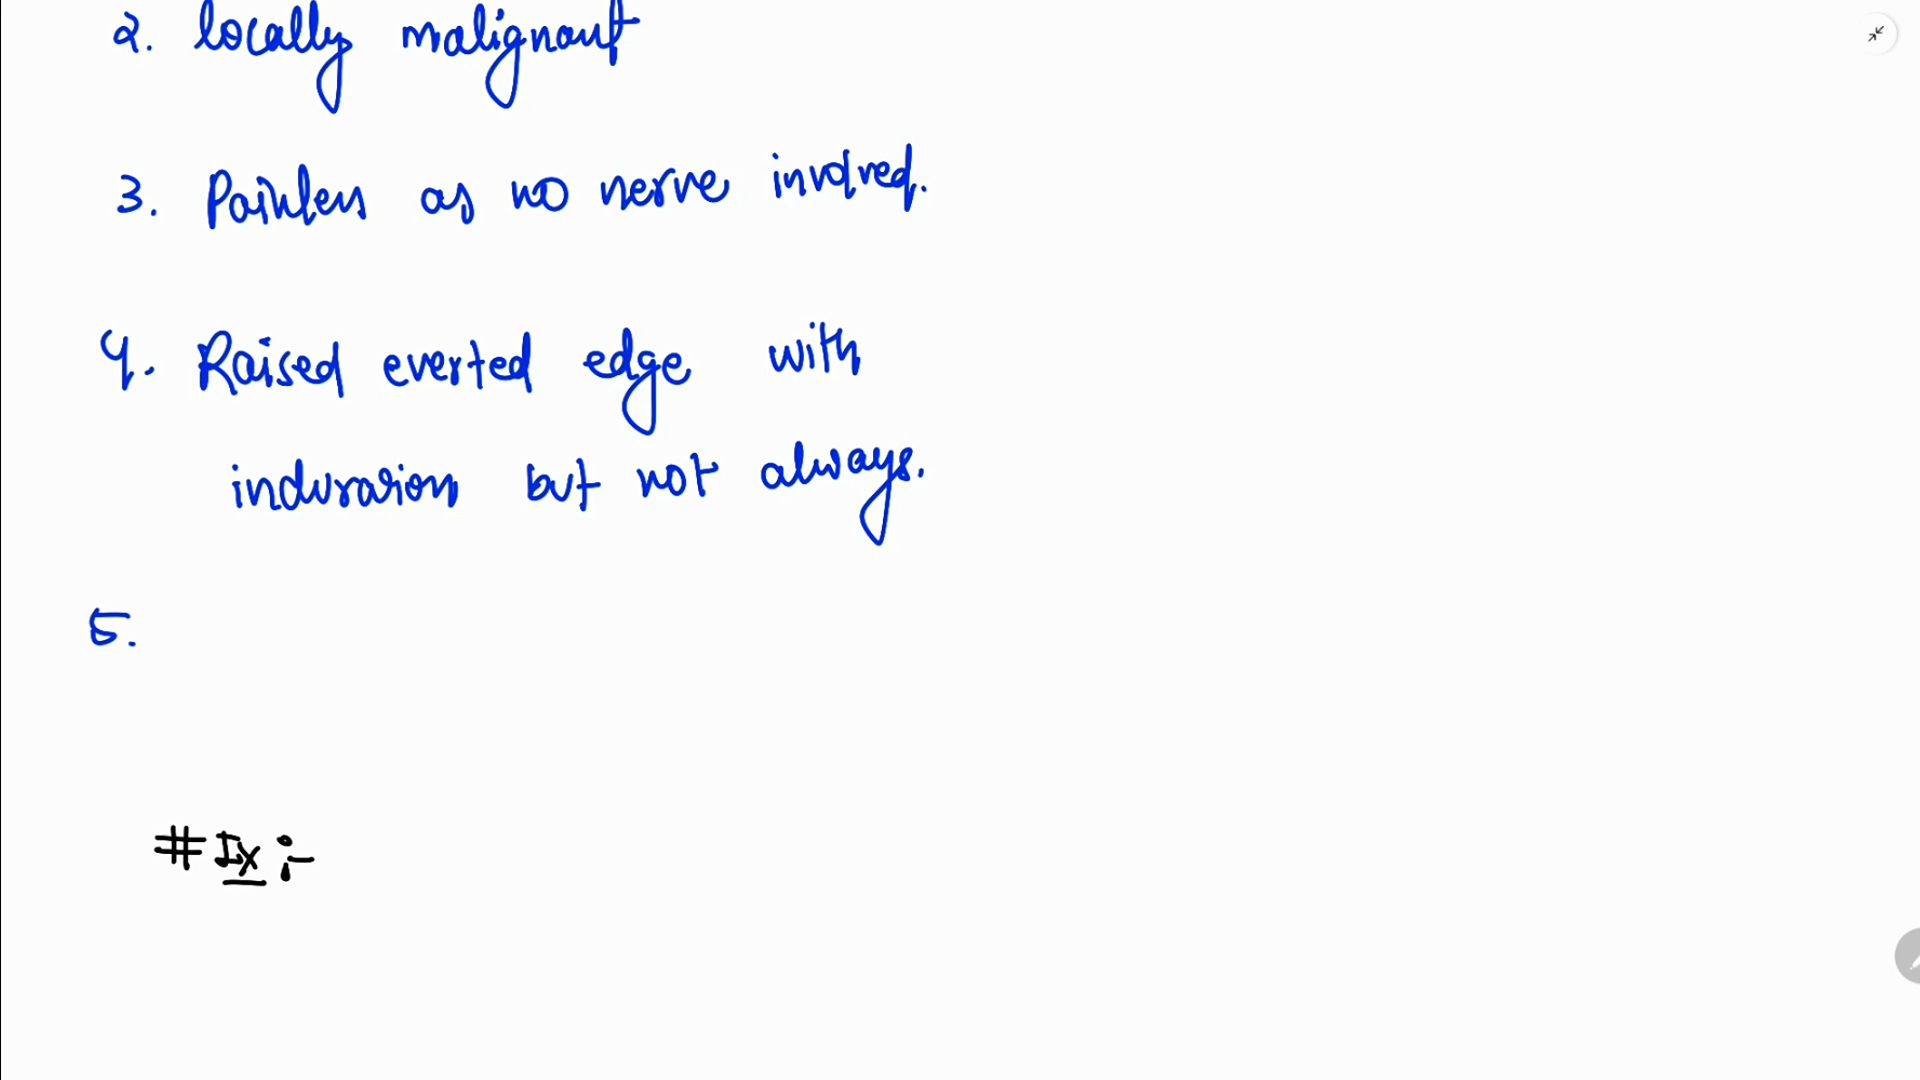 2. locally malignant
3. Painless as no nerve involved.
4. Raised everted edge with
induration but not always.
5.
# Ix :-